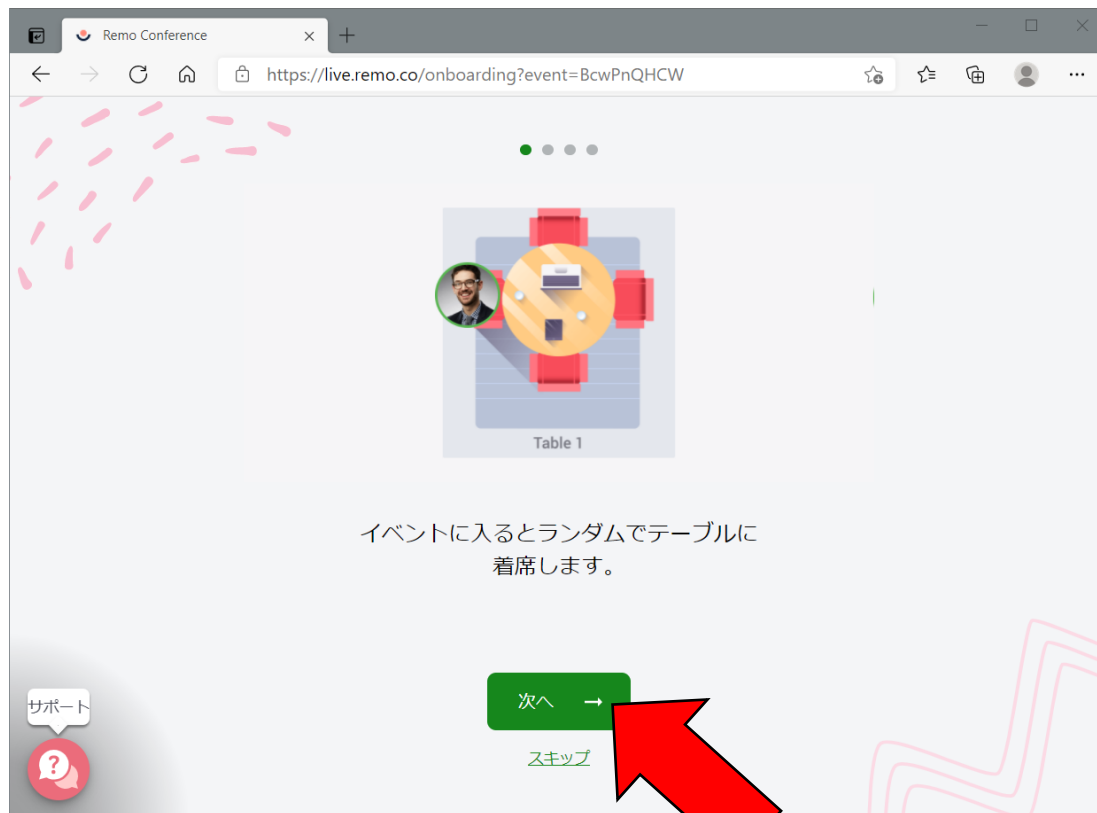 Remo Conference
https://live.remo.co/onboarding?event=BcwPnQHCW
Table 1
イベントに入るとランダムでテーブルに
着席します。
次へ →
スキップ
サポート
?